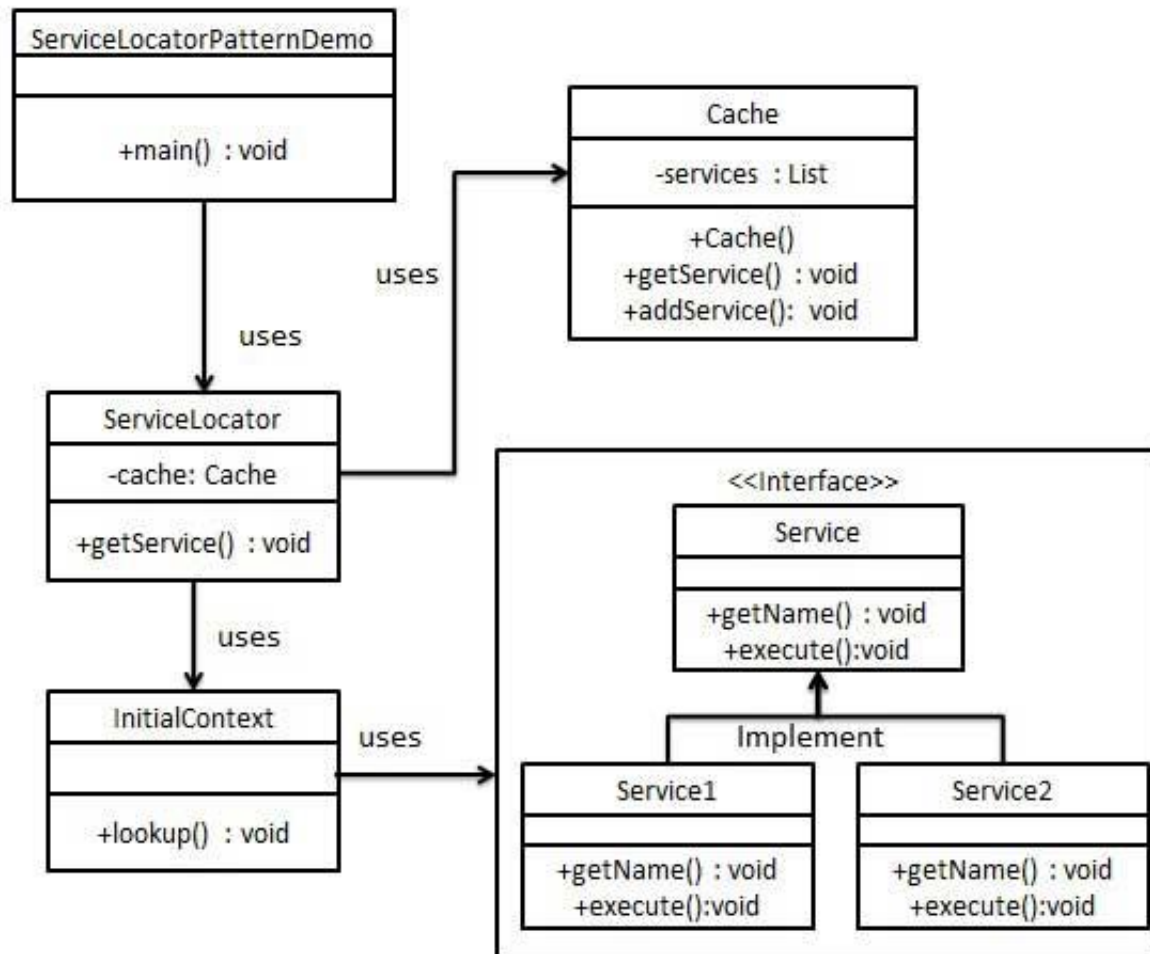 ServiceLocatorPatternDemo
+main() : void
uses
Cache
-services : List
+Cache()
+getService() : void
+addService(): void
uses
ServiceLocator
-cache: Cache
+getService() : void
uses
InitialContext
+lookup() : void
uses
<<Interface>>
Service
+getName() : void
+execute():void
Implement
Service1
+getName() : void
+execute():void
Service2
+getName() : void
+execute():void